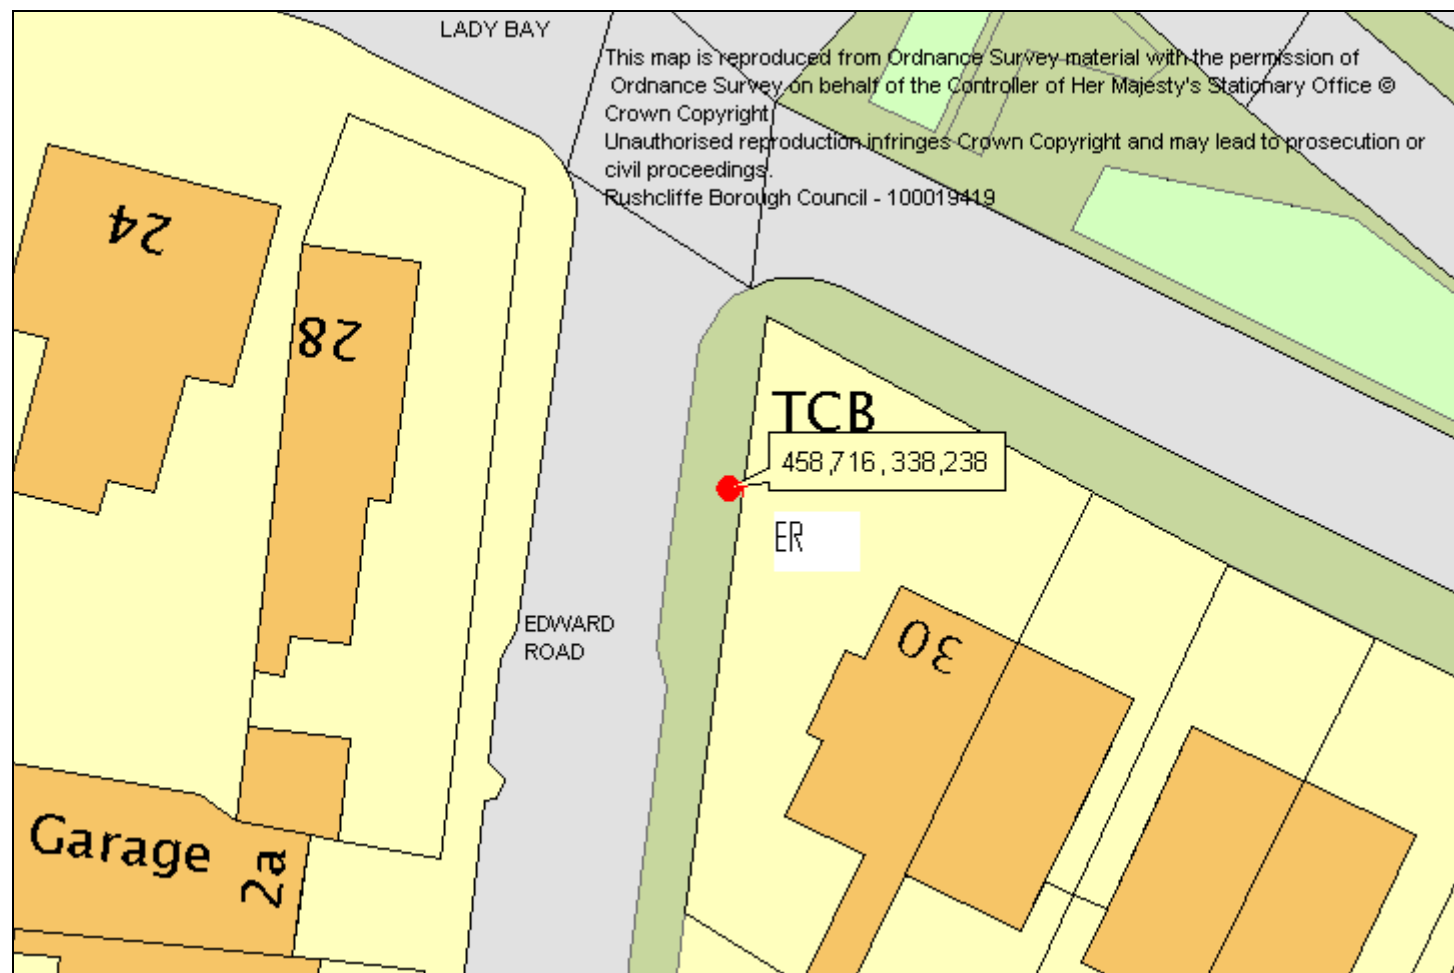 LADY BAY
This map is reproduced from Ordnance Survey material with the permission of
Ordnance Survey on behalf of the Controller of Her Majesty's Stationary Office ©
Crown Copyright
Unauthorised reproduction infringes Crown Copyright and may lead to prosecution or
civil proceedings.
Rushcliffe Borough Council - 100019419
24
28
TCB
458,716, 338,238
ER
EDWARD
ROAD
30
Garage
2a